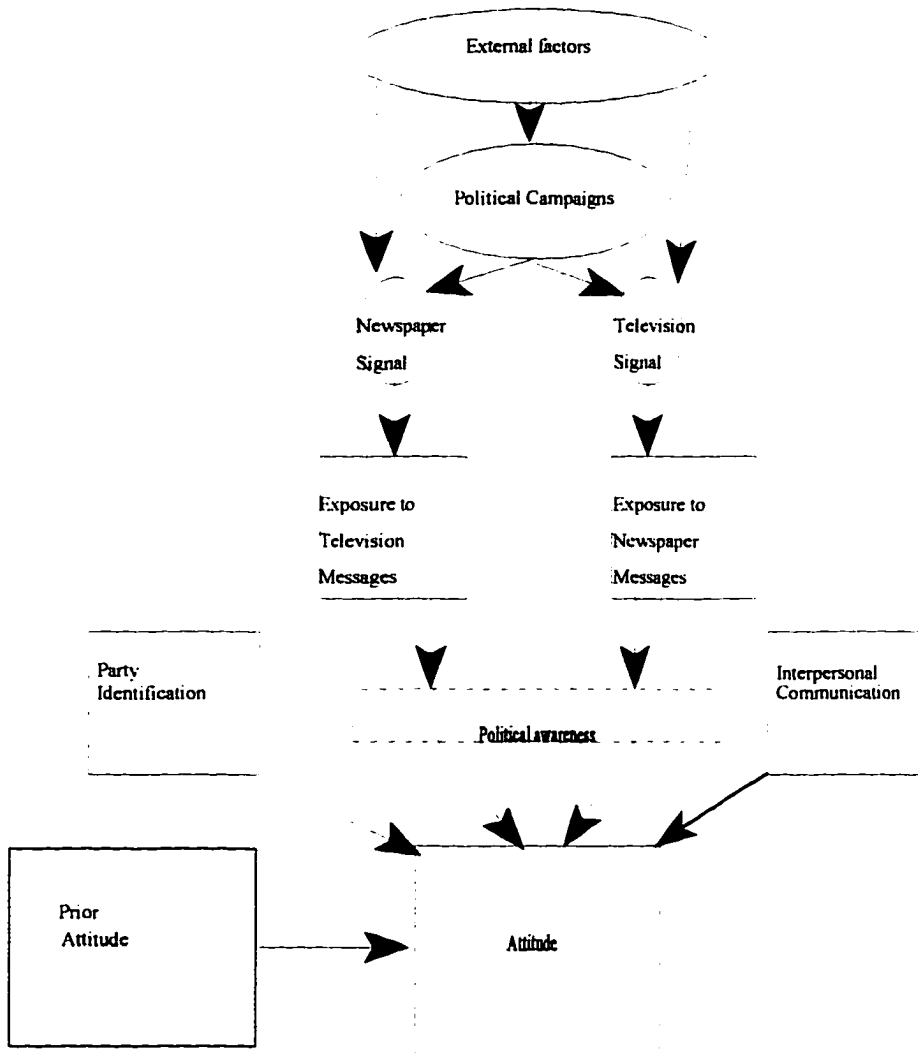 External factors
Political Campaigns
Newspaper
Signal
Television
Signal
Exposure to
Television
Messages
Exposure to
Newspaper
Messages
Party
Identification
Interpersonal
Communication
Political awareness
Prior
Attitude
Attitude